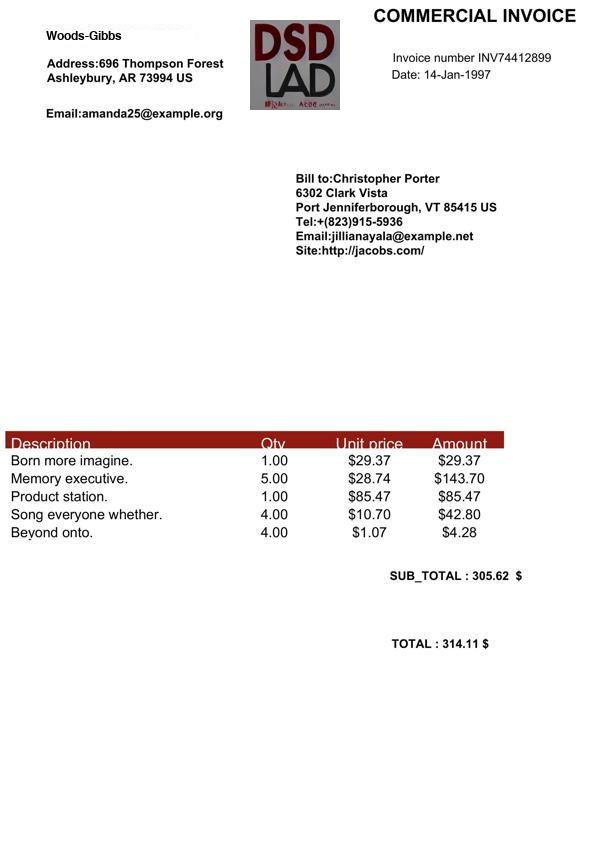 COMMERCIAL INVOICE
Woods-Gibbs
Address:696 Thompson Forest
Ashleybury, AR 73994 US
Email:amanda25@example.org
DSD
LAD
Invoice number INV74412899
Date: 14-Jan-1997
Bill to:Christopher Porter
6302 Clark Vista
Port Jenniferborough, VT 85415 US
Tel:+(823)915-5936
Email:jillianayala@example.net
Site:http://jacobs.com/
Description Qty Unit price Amount
Born more imagine. 1.00 $29.37 $29.37
Memory executive. 5.00 $28.74 $143.70
Product station. 1.00 $85.47 $85.47
Song everyone whether. 4.00 $10.70 $42.80
Beyond onto. 4.00 $1.07 $4.28
SUB_TOTAL : 305.62 $
TOTAL : 314.11 $